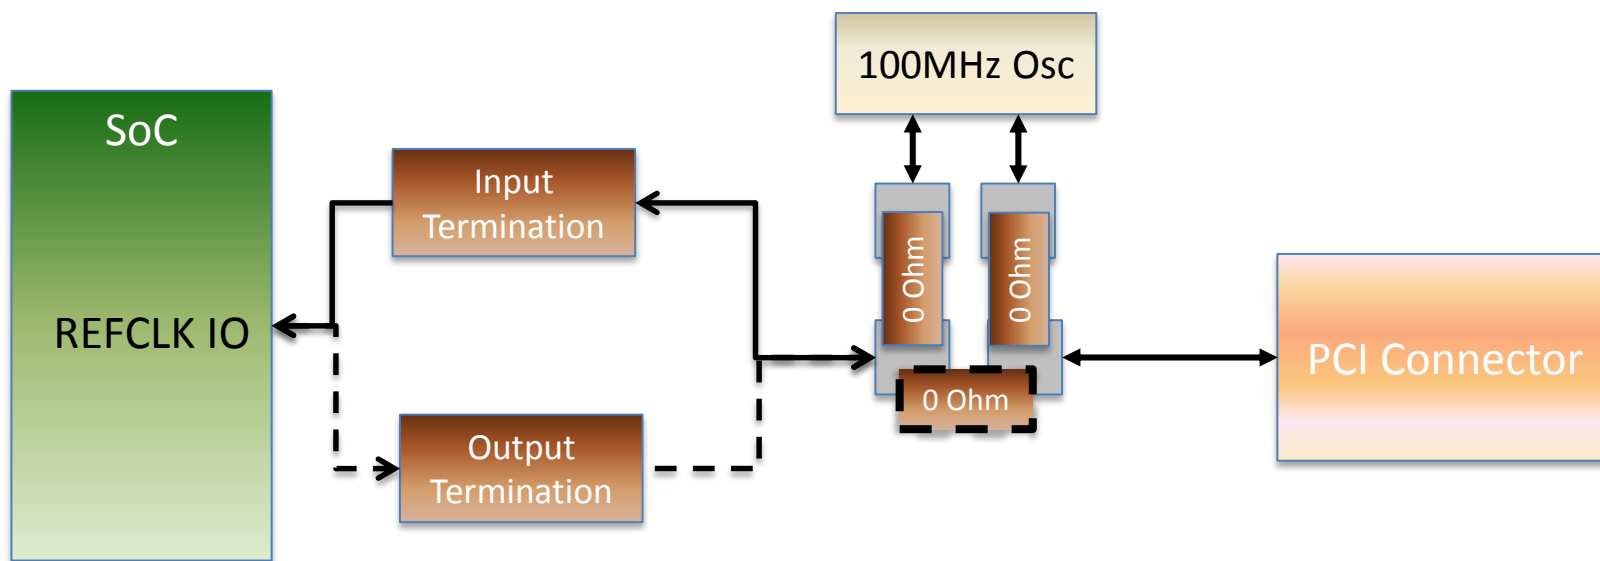 100MHz Osc
SoC
Input
Termination
0 Ohm
0 Ohm
REFCLK IO
PCI Connector
0 Ohm
Output
Termination